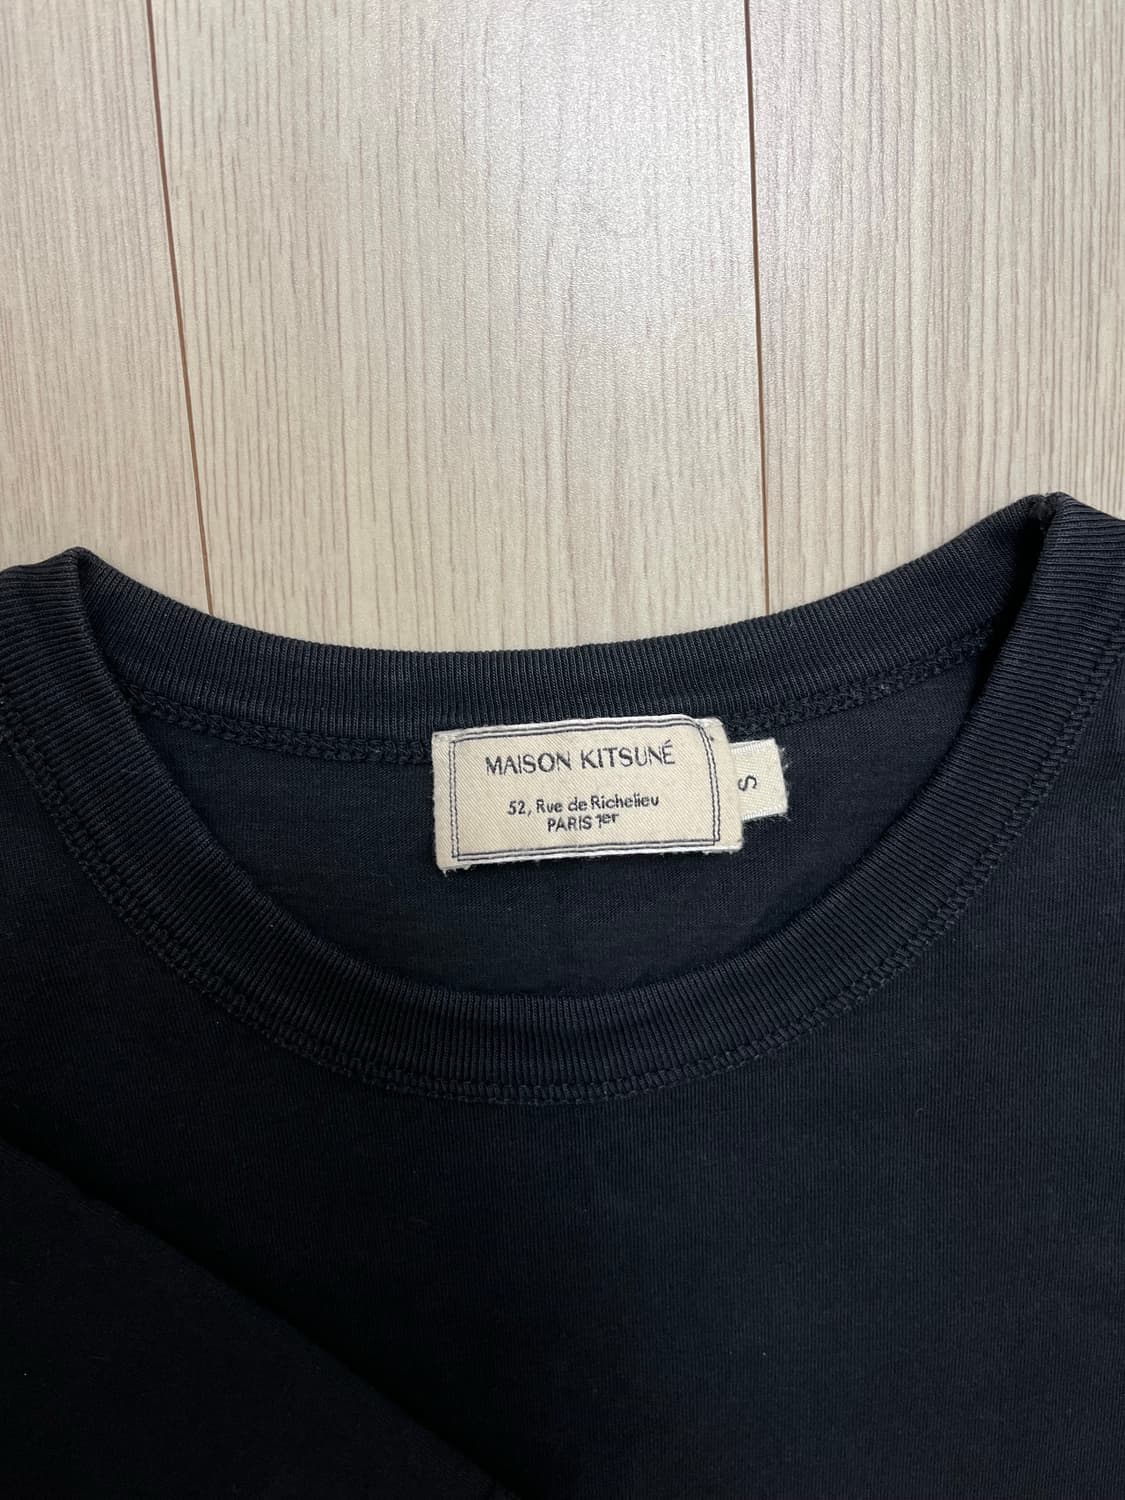 MAISON KITSUNÉ
52, Rue de Richelieu
PARIS 1er
S